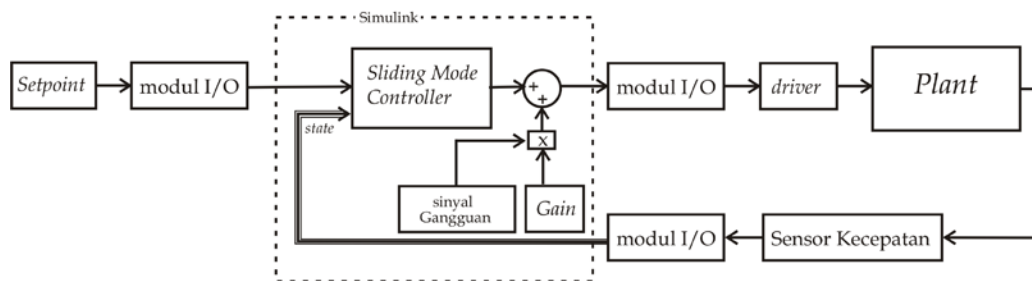 Simulink
Setpoint
modul I/O
Sliding Mode
Controller
+
+
modul I/O
driver
Plant
state
x
sinyal
Gangguan
Gain
modul I/O
Sensor Kecepatan